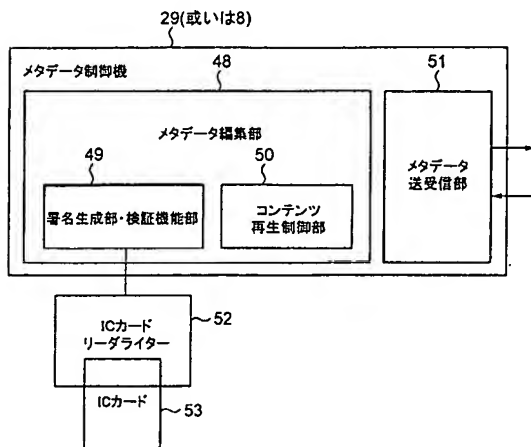 29(或いは8)
メタデータ制御機
48
51
メタデータ編集部
49
50
署名生成部・検証機能部
コンテンツ
再生制御部
メタデータ
送受信部
ICカード
リーダライター
52
ICカード
53